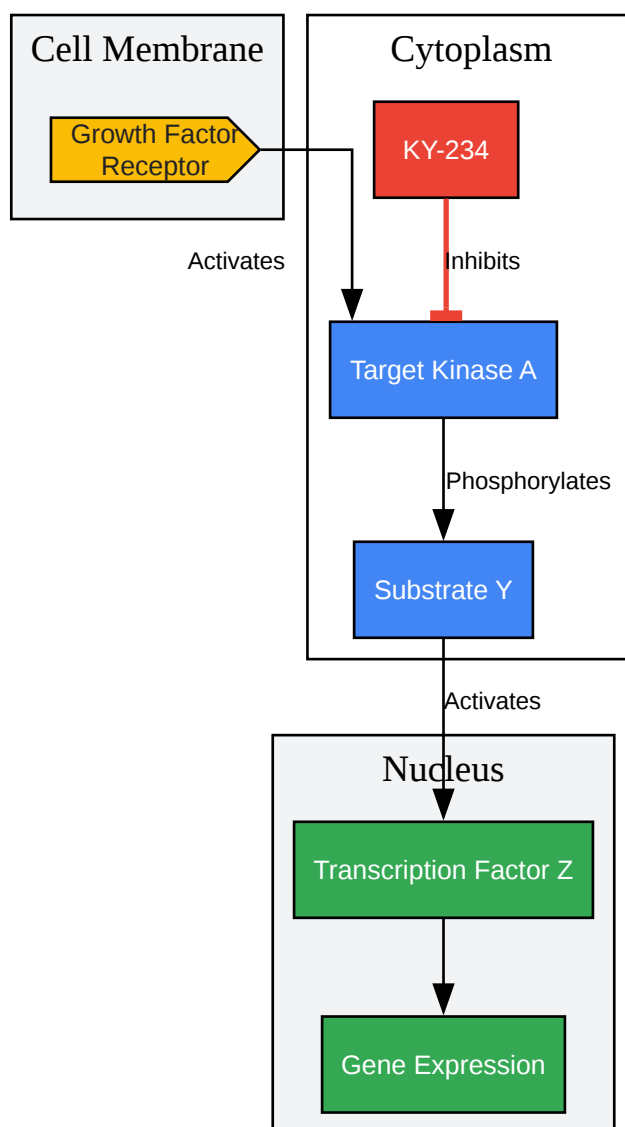 Cell Membrane
Growth Factor
Receptor
Cytoplasm
KY-234
Activates
Inhibits
Target Kinase A
Phosphorylates
Substrate Y
Activates
Nucleus
Transcription Factor Z
Gene Expression